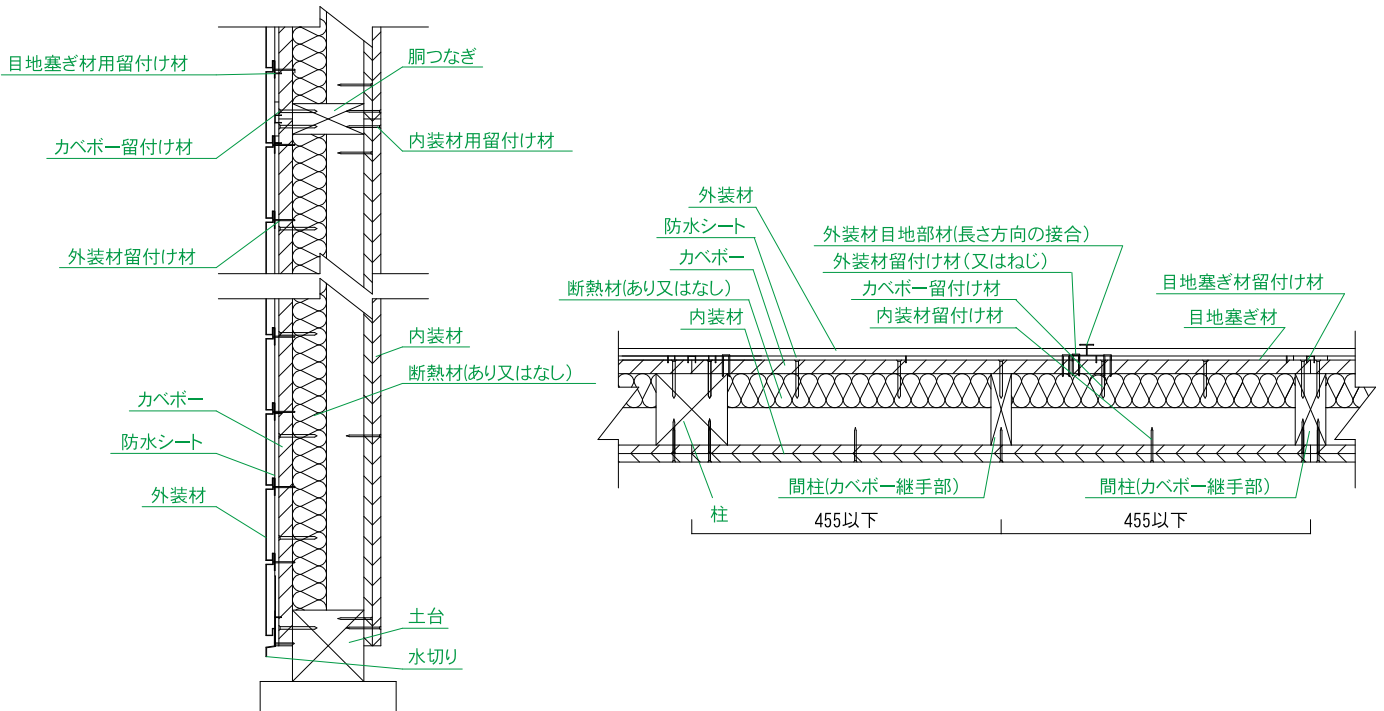 目地塞ぎ材用留付け材
胴つなぎ
カベボー留付け材
内装材用留付け材
外装材留付け材
内装材
断熱材(あり又はなし)
カベボー
防水シート
外装材
土台
水切り
外装材
防水シート
カベボー
断熱材(あり又はなし)
内装材
外装材目地部材(長さ方向の接合)
外装材留付け材(又はねじ)
カベボー留付け材
内装材留付け材
目地塞ぎ材留付け材
目地塞ぎ材
間柱(カベボー継手部)
間柱(カベボー継手部)
柱
455以下
455以下